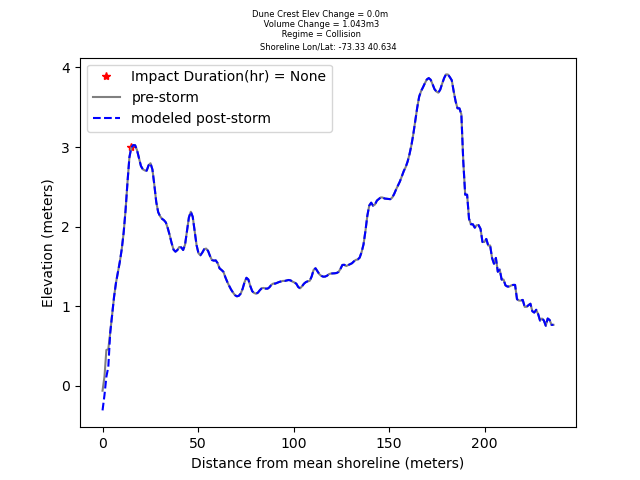 Dune Crest Elev Change = 0.0m
Volume Change = 1.043m3
Regime = Collision
Shoreline Lon/Lat: -73.33 40.634
Impact Duration(hr) = None
pre-storm
modeled post-storm
4
3
2
1
0
Elevation (meters)
0 50 100 150 200
Distance from mean shoreline (meters)